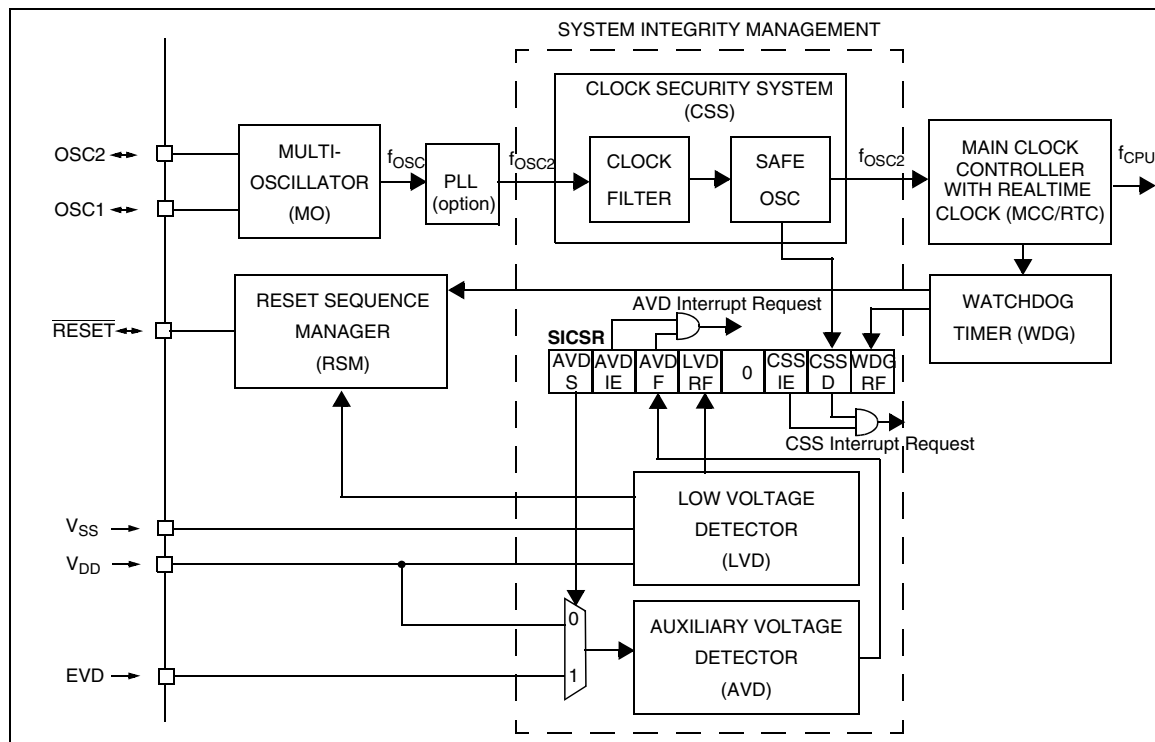 SYSTEM INTEGRITY MANAGEMENT
CLOCK SECURITY SYSTEM
(CSS)
OSC2
OSC1
MULTI-
OSCILLATOR
(MO)
fOSC
PLL
(option)
fOSC2
CLOCK
FILTER
SAFE
OSC
fOSC2
MAIN CLOCK
CONTROLLER
WITH REALTIME
CLOCK (MCC/RTC)
fCPU
RESET
RESET SEQUENCE
MANAGER
(RSM)
AVD Interrupt Request
WATCHDOG
TIMER (WDG)
SICSR
AVD
S
AVD
IE
AVD
F
LVD
RF
0
CSS
IE
CSS
D
WDG
RF
CSS Interrupt Request
VSS
VDD
LOW VOLTAGE
DETECTOR
(LVD)
EVD
0
1
AUXILIARY VOLTAGE
DETECTOR
(AVD)